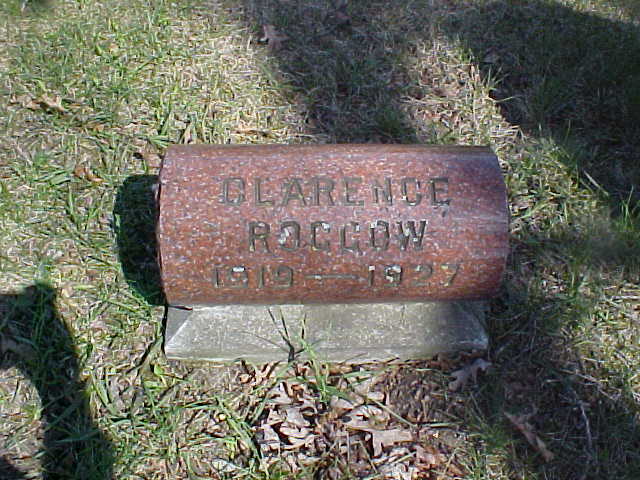 CLARENCE
ROGGOW
1919 — 1927